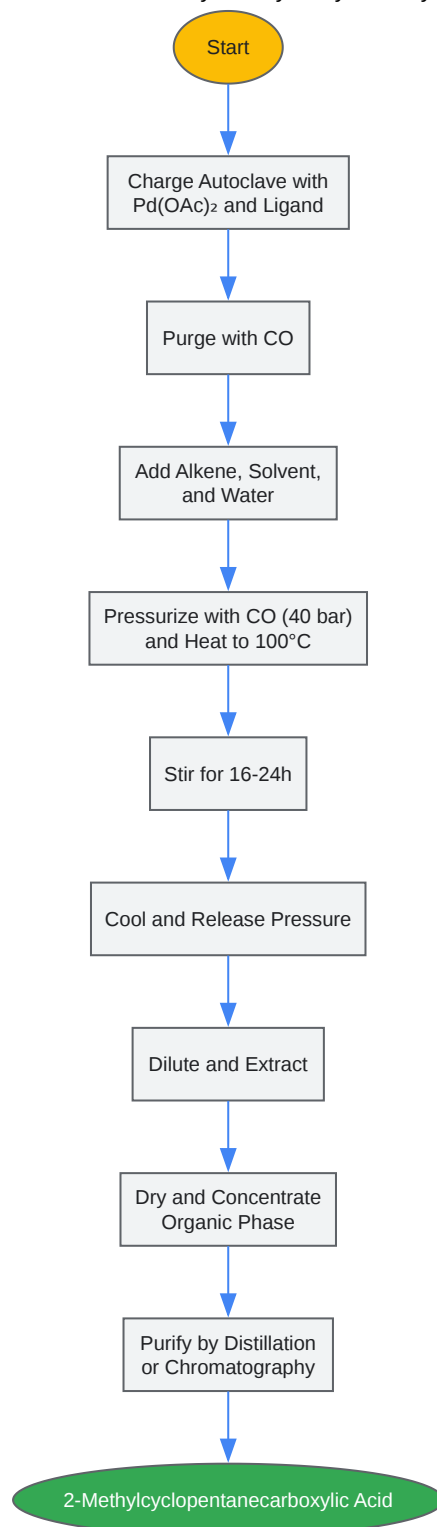 Start
Charge Autoclave with
Pd(OAc)₂ and Ligand
Purge with CO
Add Alkene, Solvent,
and Water
Pressurize with CO (40 bar)
and Heat to 100°C
Stir for 16-24h
Cool and Release Pressure
Dilute and Extract
Dry and Concentrate
Organic Phase
Purify by Distillation
or Chromatography
2-Methylcyclopentanecarboxylic Acid